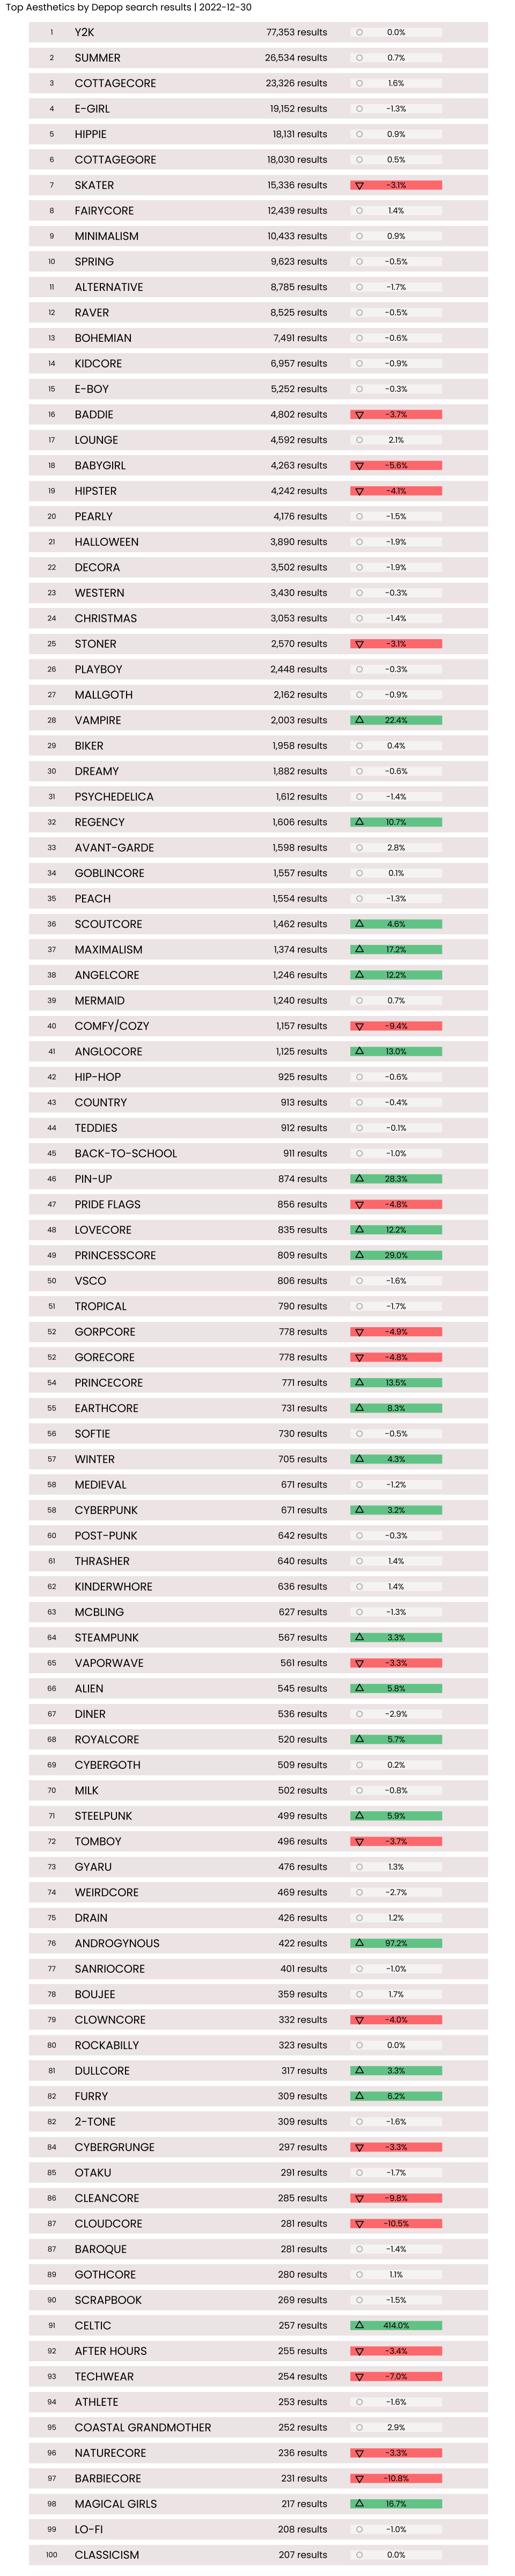 Top Aesthetics by Depop search results | 2022-12-30
1 Y2K 77,353 results 0.0%
2 SUMMER 26,534 results 0.7%
3 COTTAGECORE 23,326 results 1.6%
4 E-GIRL 19,152 results -1.3%
5 HIPPIE 18,131 results 0.9%
6 COTTAGEGORE 18,030 results 0.5%
7 SKATER 15,336 results -3.1%
8 FAIRYCORE 12,439 results 1.4%
9 MINIMALISM 10,433 results 0.9%
10 SPRING 9,623 results -0.5%
11 ALTERNATIVE 8,785 results -1.7%
12 RAVER 8,525 results -0.5%
13 BOHEMIAN 7,491 results -0.6%
14 KIDCORE 6,957 results -0.9%
15 E-BOY 5,252 results -0.3%
16 BADDIE 4,802 results -3.7%
17 LOUNGE 4,592 results 2.1%
18 BABYGIRL 4,263 results -5.6%
19 HIPSTER 4,242 results -4.1%
20 PEARLY 4,176 results -1.5%
21 HALLOWEEN 3,890 results -1.9%
22 DECORA 3,502 results -1.9%
23 WESTERN 3,430 results -0.3%
24 CHRISTMAS 3,053 results -1.4%
25 STONER 2,570 results -3.1%
26 PLAYBOY 2,448 results -0.3%
27 MALLGOTH 2,162 results -0.9%
28 VAMPIRE 2,003 results 22.4%
29 BIKER 1,958 results 0.4%
30 DREAMY 1,882 results -0.6%
31 PSYCHEDELICA 1,612 results -1.4%
32 REGENCY 1,606 results 10.7%
33 AVANT-GARDE 1,598 results 2.8%
34 GOBLINCORE 1,557 results 0.1%
35 PEACH 1,554 results -1.3%
36 SCOUTCORE 1,462 results 4.6%
37 MAXIMALISM 1,374 results 17.2%
38 ANGELCORE 1,246 results 12.2%
39 MERMAID 1,240 results 0.7%
40 COMFY/COZY 1,157 results -9.4%
41 ANGLOCORE 1,125 results 13.0%
42 HIP-HOP 925 results -0.6%
43 COUNTRY 913 results -0.4%
44 TEDDIES 912 results -0.1%
45 BACK-TO-SCHOOL 911 results -1.0%
46 PIN-UP 874 results 28.3%
47 PRIDE FLAGS 856 results -4.8%
48 LOVECORE 835 results 12.2%
49 PRINCESSCORE 809 results 29.0%
50 VSCO 806 results -1.6%
51 TROPICAL 790 results -1.7%
52 GORPCORE 778 results -4.9%
52 GORECORE 778 results -4.8%
54 PRINCECORE 771 results 13.5%
55 EARTHCORE 731 results 8.3%
56 SOFTIE 730 results -0.5%
57 WINTER 705 results 4.3%
58 MEDIEVAL 671 results -1.2%
58 CYBERPUNK 671 results 3.2%
60 POST-PUNK 642 results -0.3%
61 THRASHER 640 results 1.4%
62 KINDERWHORE 636 results 1.4%
63 MCBLING 627 results -1.3%
64 STEAMPUNK 567 results 3.3%
65 VAPORWAVE 561 results -3.3%
66 ALIEN 545 results 5.8%
67 DINER 536 results -2.9%
68 ROYALCORE 520 results 5.7%
69 CYBERGOTH 509 results 0.2%
70 MILK 502 results -0.8%
71 STEELPUNK 499 results 5.9%
72 TOMBOY 496 results -3.7%
73 GYARU 476 results 1.3%
74 WEIRDCORE 469 results -2.7%
75 DRAIN 426 results 1.2%
76 ANDROGYNOUS 422 results 97.2%
77 SANRIOCORE 401 results -1.0%
78 BOUJEE 359 results 1.7%
79 CLOWNCORE 332 results -4.0%
80 ROCKABILLY 323 results 0.0%
81 DULLCORE 317 results 3.3%
82 FURRY 309 results 6.2%
82 2-TONE 309 results -1.6%
84 CYBERGRUNGE 297 results -3.3%
85 OTAKU 291 results -1.7%
86 CLEANCORE 285 results -9.8%
87 CLOUDCORE 281 results -10.5%
87 BAROQUE 281 results -1.4%
89 GOTHCORE 280 results 1.1%
90 SCRAPBOOK 269 results -1.5%
91 CELTIC 257 results 414.0%
92 AFTER HOURS 255 results -3.4%
93 TECHWEAR 254 results -7.0%
94 ATHLETE 253 results -1.6%
95 COASTAL GRANDMOTHER 252 results 2.9%
96 NATURECORE 236 results -3.3%
97 BARBIECORE 231 results -10.8%
98 MAGICAL GIRLS 217 results 16.7%
99 LO-FI 208 results -1.0%
100 CLASSICISM 207 results 0.0%